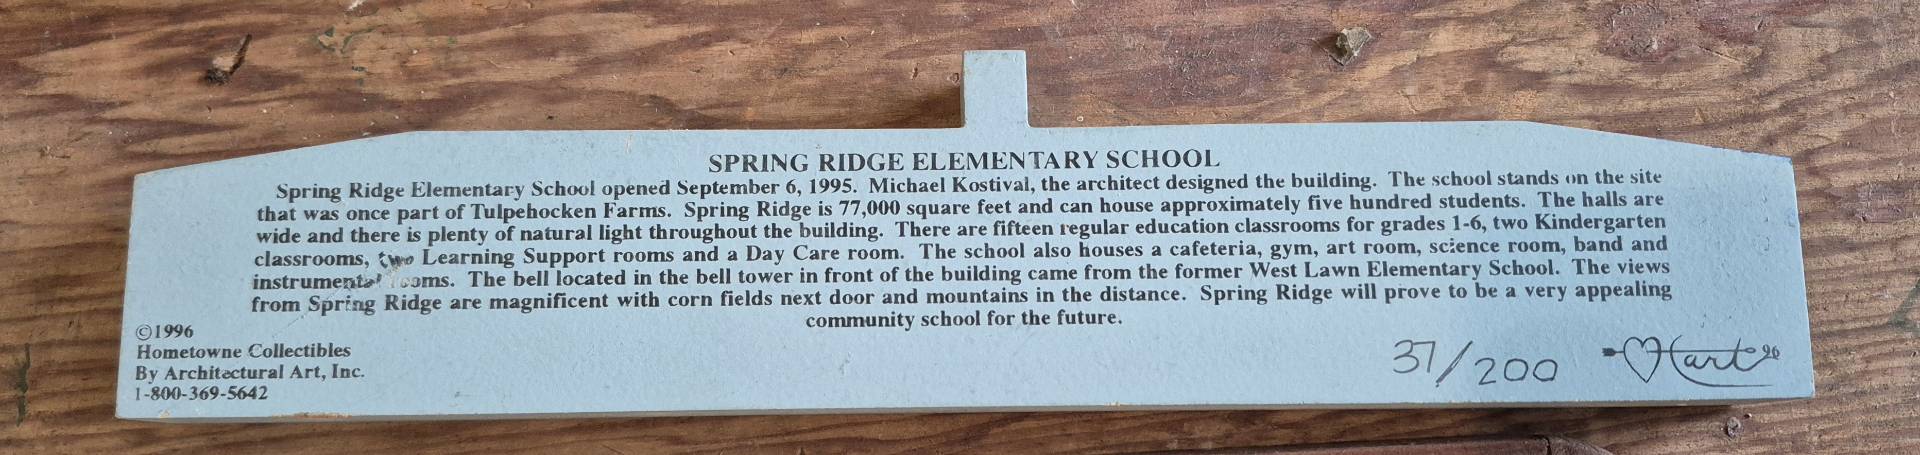 SPRING RIDGE ELEMENTARY SCHOOL
Spring Ridge Elementary School opened September 6, 1995. Michael Kostival, the architect designed the building. The school stands on the site
that was once part of Tulpehocken Farms. Spring Ridge is 77,000 square feet and can house approximately five hundred students. The halls are
wide and there is plenty of natural light throughout the building. There are fifteen regular education classrooms for grades 1-6, two Kindergarten
classrooms, two Learning Support rooms and a Day Care room. The school also houses a cafeteria, gym, art room, science room, band and
instrumental rooms. The bell located in the bell tower in front of the building came from the former West Lawn Elementary School. The views
from Spring Ridge are magnificent with corn fields next door and mountains in the distance. Spring Ridge will prove to be a very appealing
community school for the future.
©1996
Hometowne Collectibles
By Architectural Art, Inc.
1-800-369-5642
37/200
Hart 96